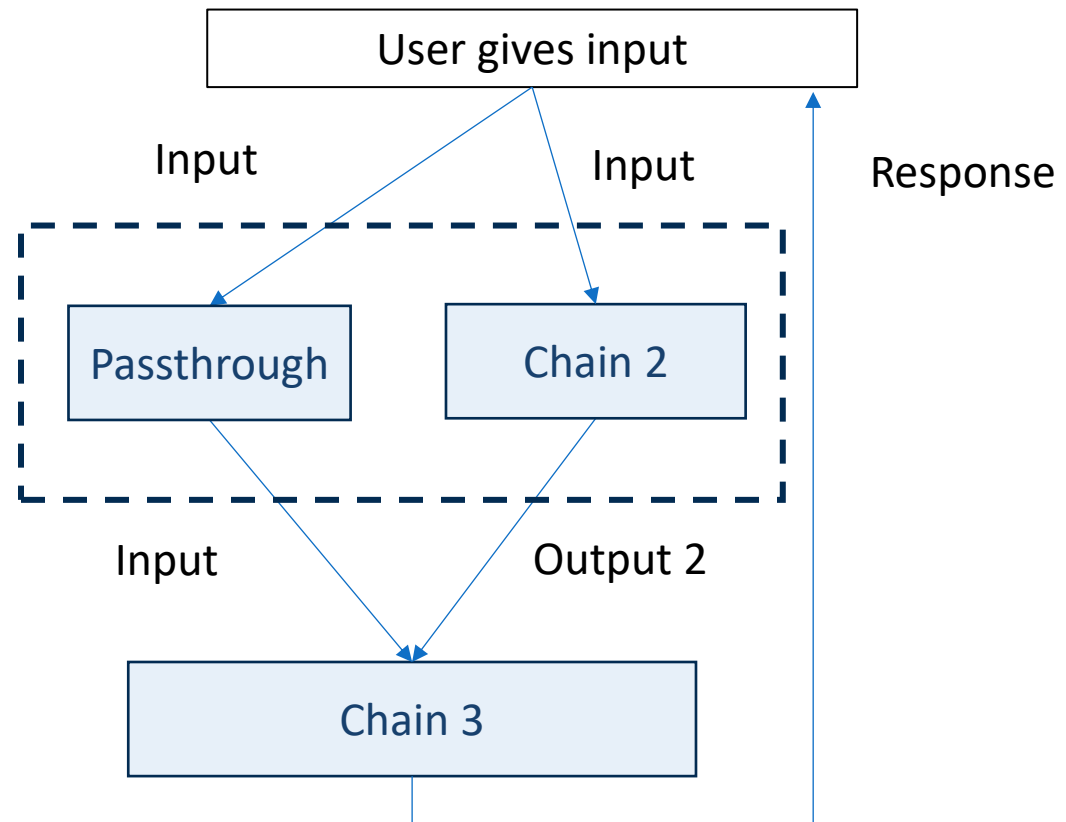 User gives input
Input
Input
Response
Passthrough
Chain 2
Input
Output 2
Chain 3